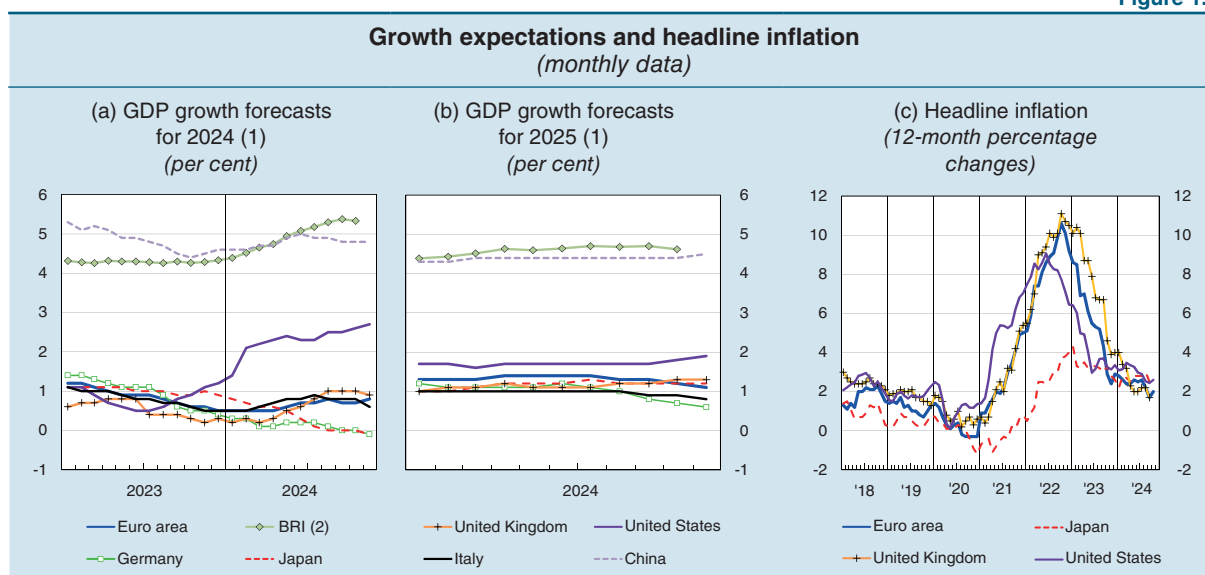 Figure 1.
Growth expectations and headline inflation
(monthly data)
(a) GDP growth forecasts
for 2024 (1)
(per cent)
6
5
4
3
2
1
0
-1
2023 2024
(b) GDP growth forecasts
for 2025 (1)
(per cent)
6
5
4
3
2
1
0
-1
2024
(c) Headline inflation
(12-month percentage
changes)
12
10
8
6
4
2
0
-2
12
10
8
6
4
2
0
-2
'18 '19 '20 '21 '22 '23 '24
Euro area BRI (2) United Kingdom United States
Germany Japan Italy China
Euro area Japan
United Kingdom United States